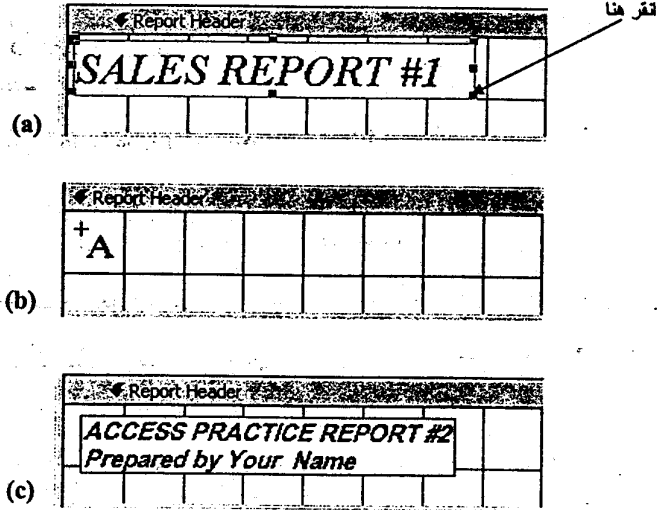 انقر هنا
Report Header
SALES REPORT #1
(a)
Report Header
A
(b)
Report Header
ACCESS PRACTICE REPORT #2
Prepared by Your Name
(c)